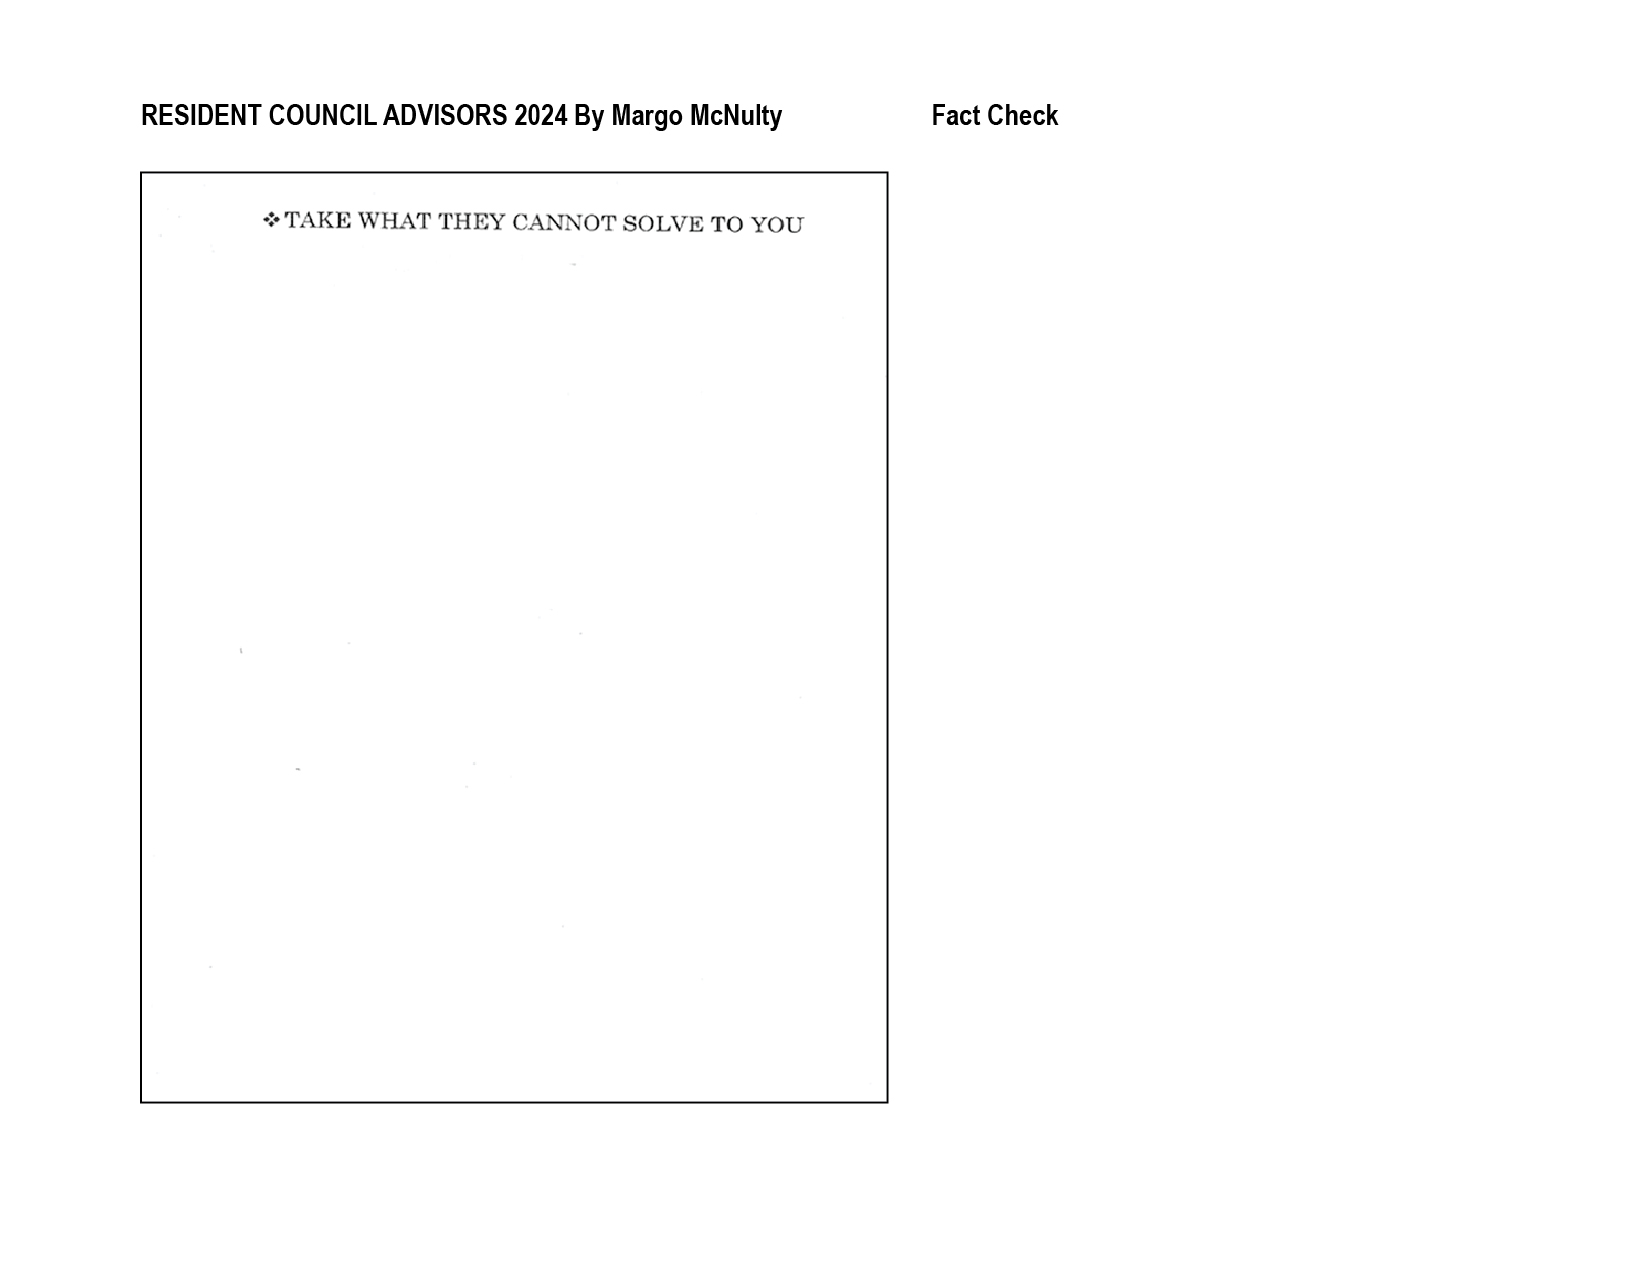 RESIDENT COUNCIL ADVISORS 2024 By Margo McNulty
Fact Check
❖TAKE WHAT THEY CANNOT SOLVE TO YOU